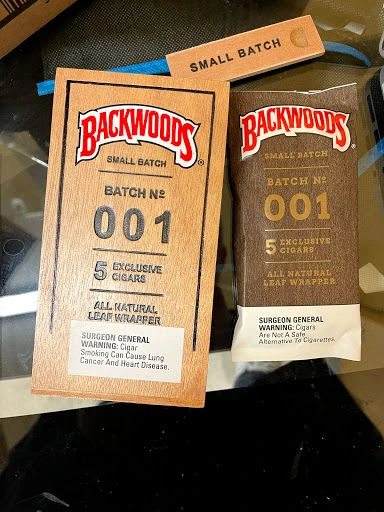 SMALL BATCH
BACKWOODS®
SMALL BATCH
BATCH Nº
001
5 EXCLUSIVE
CIGARS
ALL NATURAL
LEAF WRAPPER
SURGEON GENERAL
WARNING: Cigar
Smoking Can Cause Lung
Cancer And Heart Disease.
BACKWOODS®
SMALL BATCH
BATCH Nº
001
5 EXCLUSIVE
CIGARS
ALL NATURAL
LEAF WRAPPER
SURGEON GENERAL
WARNING: Cigars
Are Not A Safe
Alternative To Cigarettes.